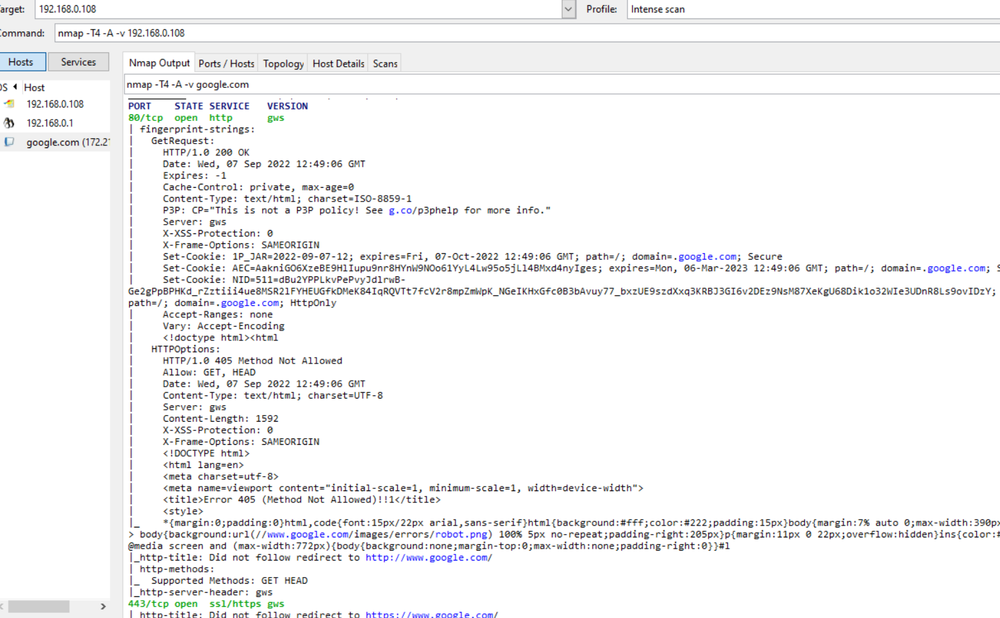 Target: 192.168.0.108 Profile: Intense scan
Command: nmap -T4 -A -v 192.168.0.108
Hosts Services Nmap Output Ports / Hosts Topology Host Details Scans
nmap -T4 -A -v google.com
OS Host
192.168.0.108
192.168.0.1
google.com (172.21
PORT STATE SERVICE VERSION
80/tcp open http gws
| fingerprint-strings:
| GetRequest:
| HTTP/1.0 200 OK
| Date: Wed, 07 Sep 2022 12:49:06 GMT
| Expires: -1
| Cache-Control: private, max-age=0
| Content-Type: text/html; charset=ISO-8859-1
| P3P: CP="This is not a P3P policy! See g.co/p3phelp for more info."
| Server: gws
| X-XSS-Protection: 0
| X-Frame-Options: SAMEORIGIN
| Set-Cookie: 1P_JAR=2022-09-07-12; expires=Fri, 07-Oct-2022 12:49:06 GMT; path=/; domain=.google.com; Secure
| Set-Cookie: AEC=AakniGO6XzeBE9HlIupu9nr8HYnW9NOo61YyL4Lw95o5jLl4BMxd4nyIges; expires=Mon, 06-Mar-2023 12:49:06 GMT; path=/; domain=.google.com; S
| Set-Cookie: NID=511=dBu2YPPLkvPePvyJdlrwB-
Ge2gPpBPHKd_rZztiii4ue8MSR2lFYHEUGfkDMeK84IqRQVTt7fcV2r8mpZmWpK_NGeIKHxGfc0B3bAvuy77_bxzUE9szdXxq3KRBJ3GI6v2DEz9NsM87XeKgU68Dik1o32WIe3UDnR8Ls9ovIDzY;
path=/; domain=.google.com; HttpOnly
| Accept-Ranges: none
| Vary: Accept-Encoding
| <!doctype html><html
| HTTPOptions:
| HTTP/1.0 405 Method Not Allowed
| Allow: GET, HEAD
| Date: Wed, 07 Sep 2022 12:49:06 GMT
| Content-Type: text/html; charset=UTF-8
| Server: gws
| Content-Length: 1592
| X-XSS-Protection: 0
| X-Frame-Options: SAMEORIGIN
| <!DOCTYPE html>
| <html lang=en>
| <meta charset=utf-8>
| <meta name=viewport content="initial-scale=1, minimum-scale=1, width=device-width">
| <title>Error 405 (Method Not Allowed)!!1</title>
| <style>
|_ *{margin:0;padding:0}html,code{font:15px/22px arial,sans-serif}html{background:#fff;color:#222;padding:15px}body{margin:7% auto 0;max-width:390px
> body{background:url(//www.google.com/images/errors/robot.png) 100% 5px no-repeat;padding-right:205px}p{margin:11px 0 22px;overflow:hidden}ins{color:#
@media screen and (max-width:772px){body{background:none;margin-top:0;max-width:none;padding-right:0}}#l
|_http-title: Did not follow redirect to http://www.google.com/
| http-methods:
|_ Supported Methods: GET HEAD
|_http-server-header: gws
443/tcp open ssl/https gws
| http-title: Did not follow redirect to https://www.google.com/